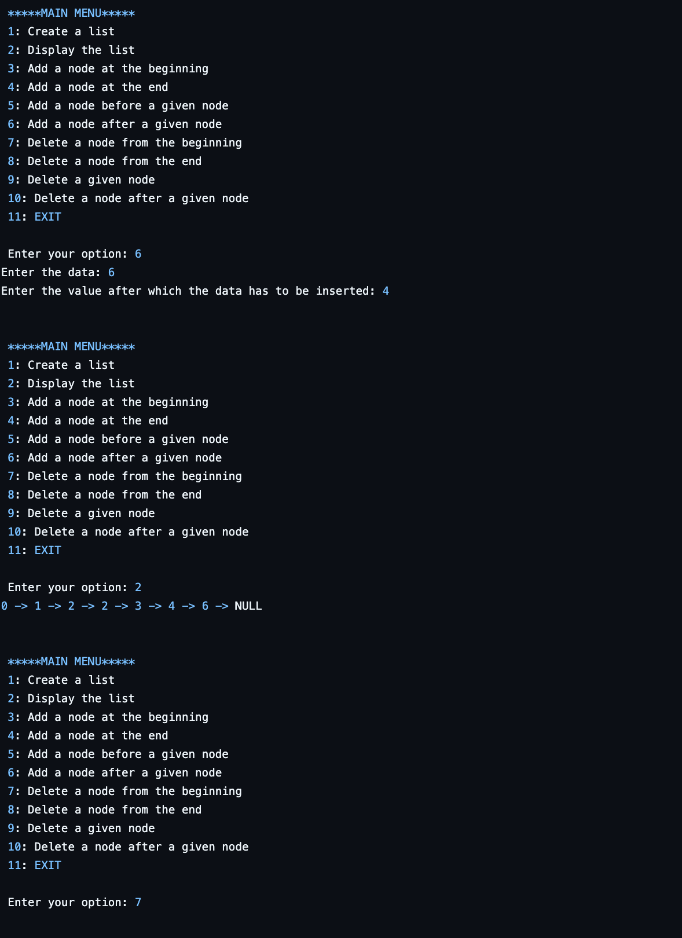 *****MAIN MENU*****
1: Create a list
2: Display the list
3: Add a node at the beginning
4: Add a node at the end
5: Add a node before a given node
6: Add a node after a given node
7: Delete a node from the beginning
8: Delete a node from the end
9: Delete a given node
10: Delete a node after a given node
11: EXIT
Enter your option: 6
Enter the data: 6
Enter the value after which the data has to be inserted: 4
*****MAIN MENU*****
1: Create a list
2: Display the list
3: Add a node at the beginning
4: Add a node at the end
5: Add a node before a given node
6: Add a node after a given node
7: Delete a node from the beginning
8: Delete a node from the end
9: Delete a given node
10: Delete a node after a given node
11: EXIT
Enter your option: 2
0 -> 1 -> 2 -> 2 -> 3 -> 4 -> 6 -> NULL
*****MAIN MENU*****
1: Create a list
2: Display the list
3: Add a node at the beginning
4: Add a node at the end
5: Add a node before a given node
6: Add a node after a given node
7: Delete a node from the beginning
8: Delete a node from the end
9: Delete a given node
10: Delete a node after a given node
11: EXIT
Enter your option: 7